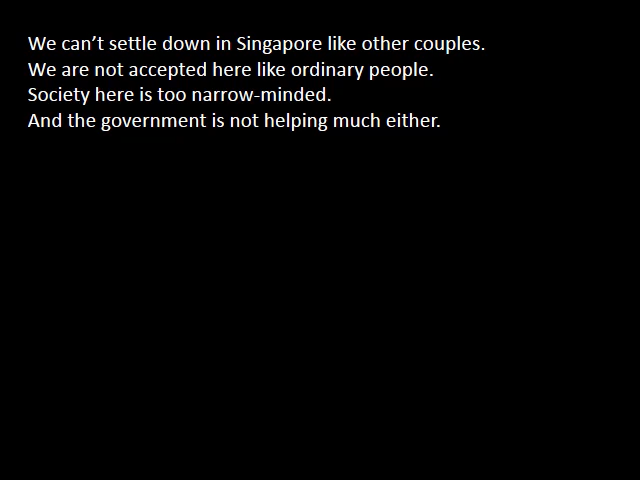 We can’t settle down in Singapore like other couples.
We are not accepted here like ordinary people.
Society here is too narrow-minded.
And the government is not helping much either.